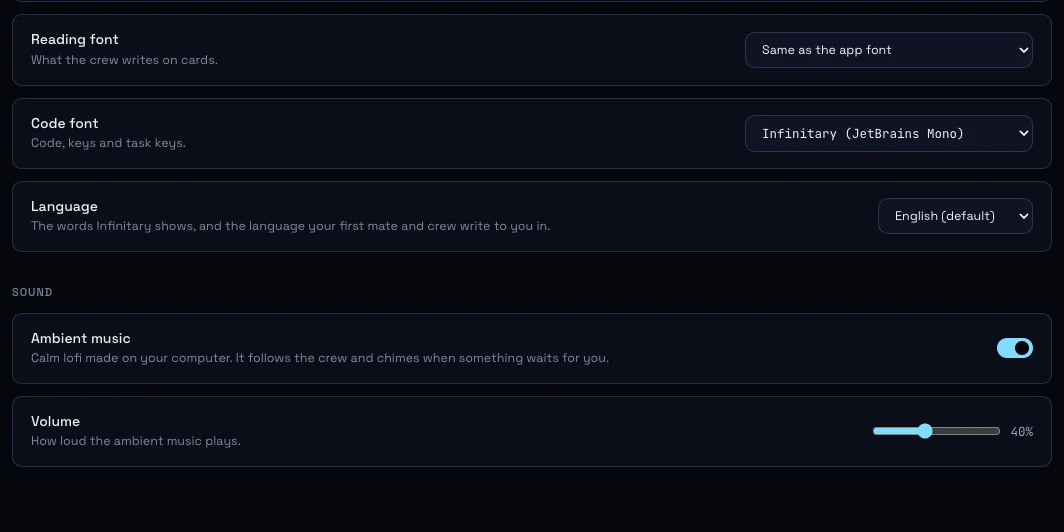 Reading font
What the crew writes on cards.
Same as the app font
Code font
Code, keys and task keys.
Infinitary (JetBrains Mono)
Language
The words Infinitary shows, and the language your first mate and crew write to you in.
English (default)
SOUND
Ambient music
Calm lofi made on your computer. It follows the crew and chimes when something waits for you.
Volume
How loud the ambient music plays.
40%